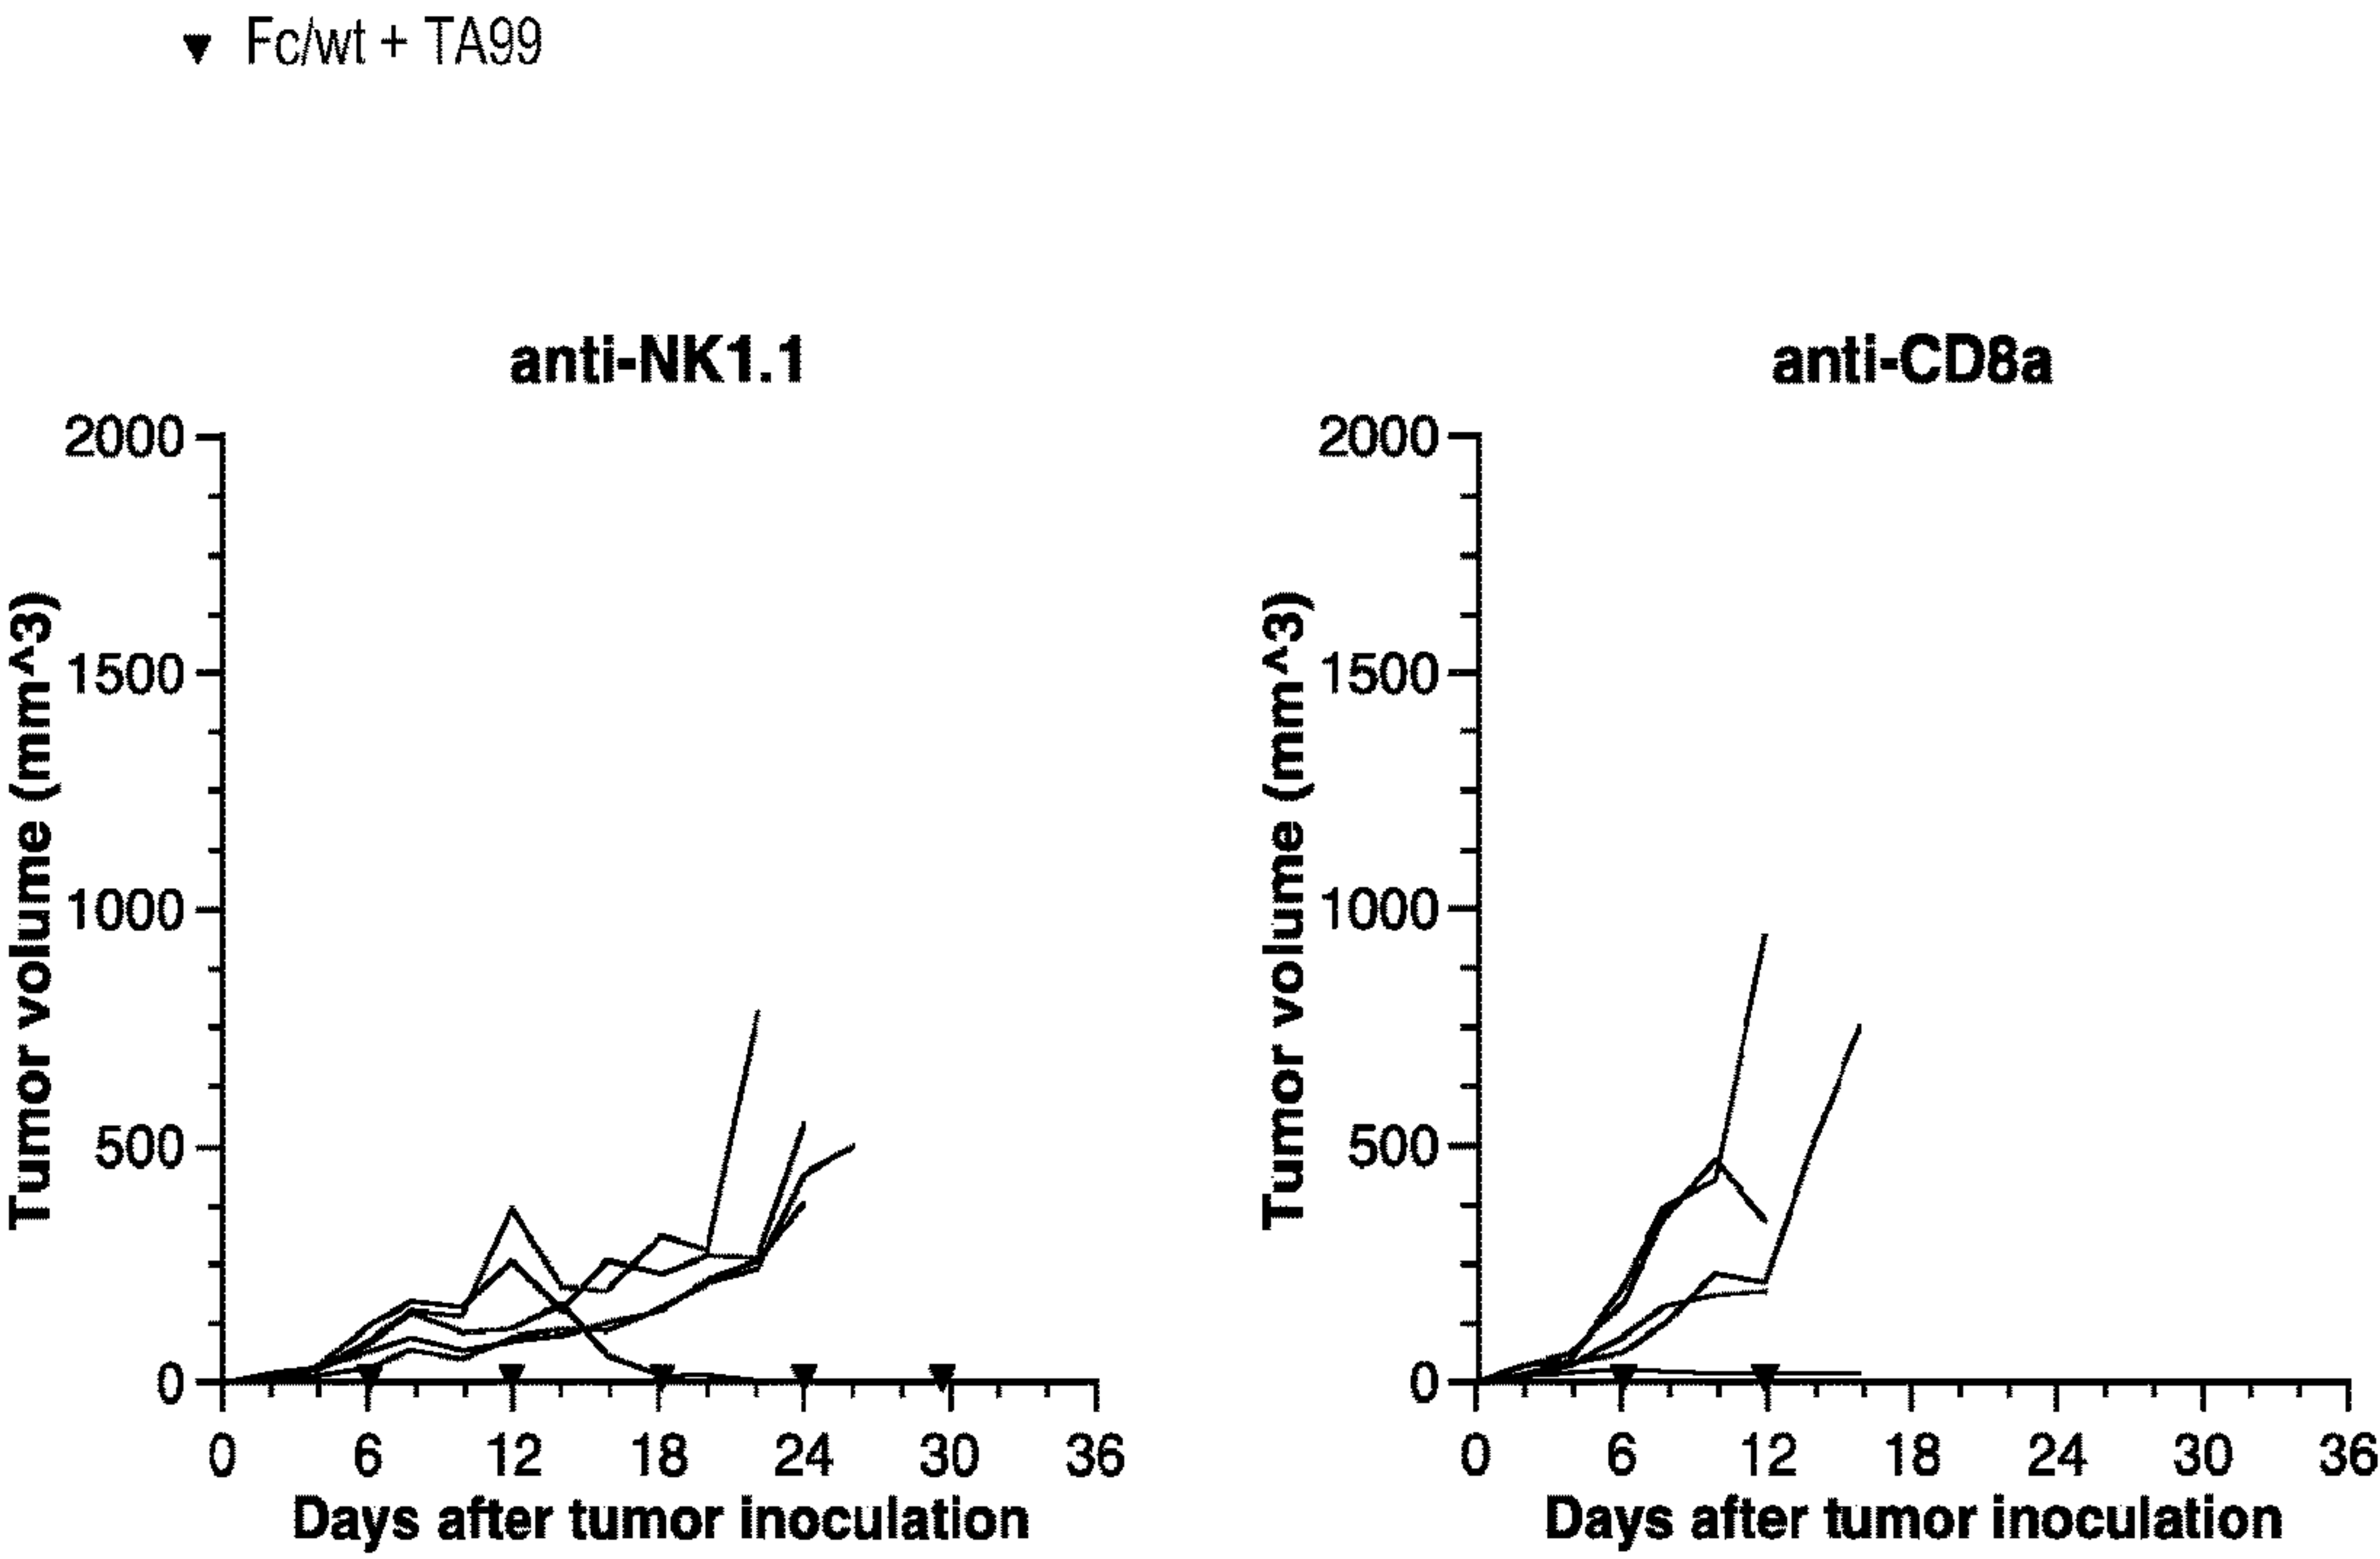 ▼ Fc/wt + TA99
anti-NK1.1
2000
1500
1000
500
0
0 6 12 18 24 30 36
Tumor volume (mm^3)
Days after tumor inoculation
anti-CD8a
2000
1500
1000
500
0
0 6 12 18 24 30 36
Tumor volume (mm^3)
Days after tumor inoculation